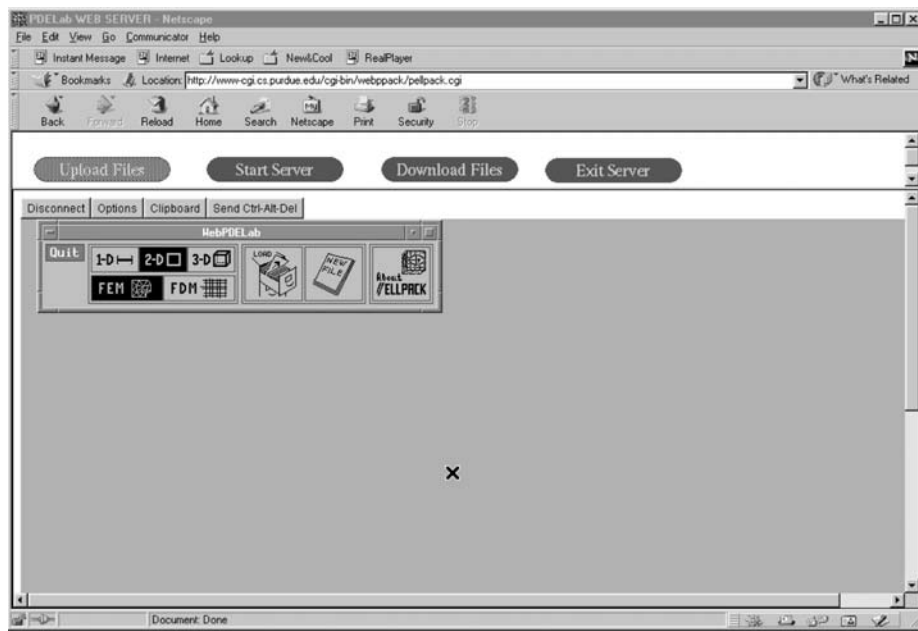 PDELab WEB SERVER - Netscape
File Edit View Go Communicator Help
Instant Message Internet Lookup New&Cool RealPlayer
Bookmarks Location: http://www-cgi.cs.purdue.edu/cgi-bin/webppack/pellpack.cgi What's Related
Back Forward Reload Home Search Netscape Print Security Stop
Upload Files Start Server Download Files Exit Server
Disconnect Options Clipboard Send Ctrl-Alt-Del
WebPDELab
Quit
1-D 2-D 3-D
FEM FDM
LOAD
NEW FILE
About
//ELLPACK
Document: Done